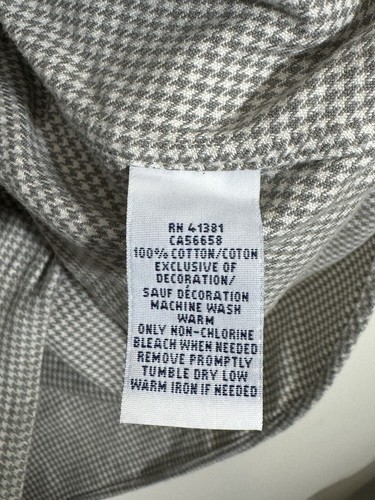 RN 41381
CA56658
100% COTTON/COTON
EXCLUSIVE OF
DECORATION/
SAUF DÉCORATION
MACHINE WASH
WARM
ONLY NON-CHLORINE
BLEACH WHEN NEEDED
REMOVE PROMPTLY
TUMBLE DRY LOW
WARM IRON IF NEEDED